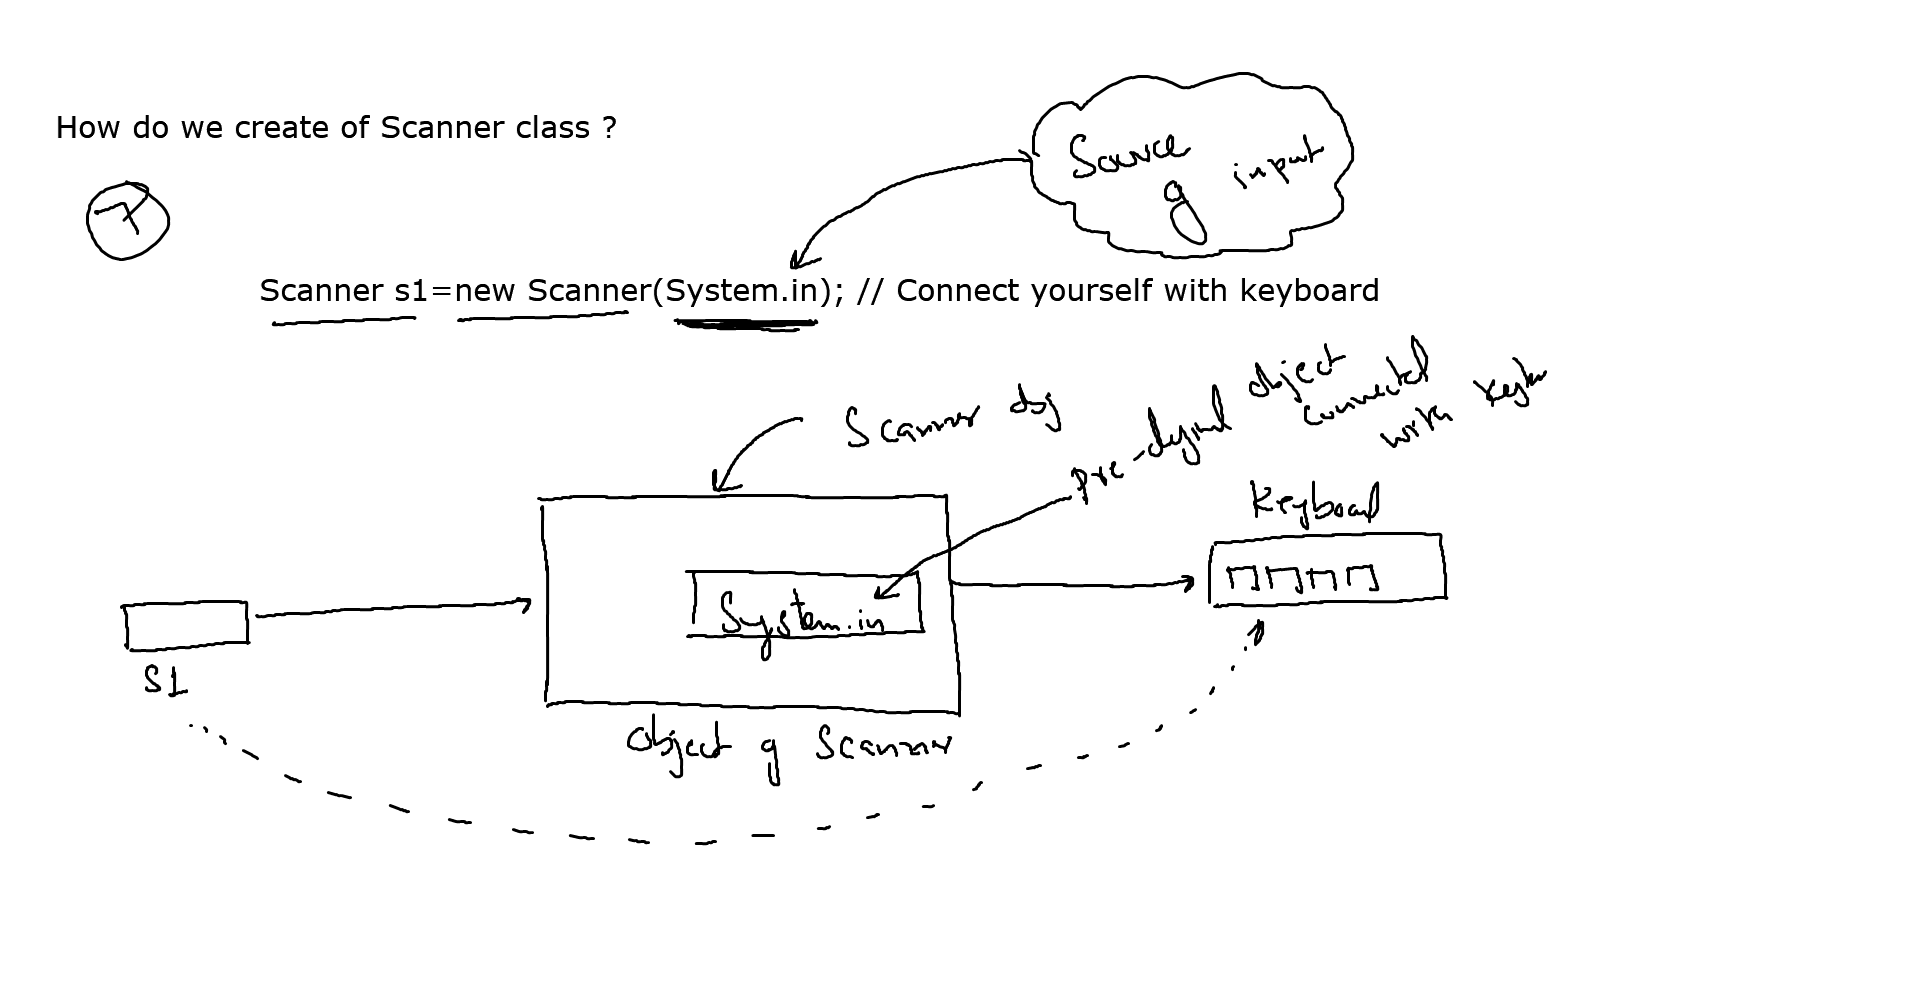 How do we create of Scanner class ?
Source
of input
7
Scanner s1=new Scanner(System.in); // Connect yourself with keyboard
Scanner obj
pre-defined object
connected
with
Keyboard
System.in
S1
object of Scanner